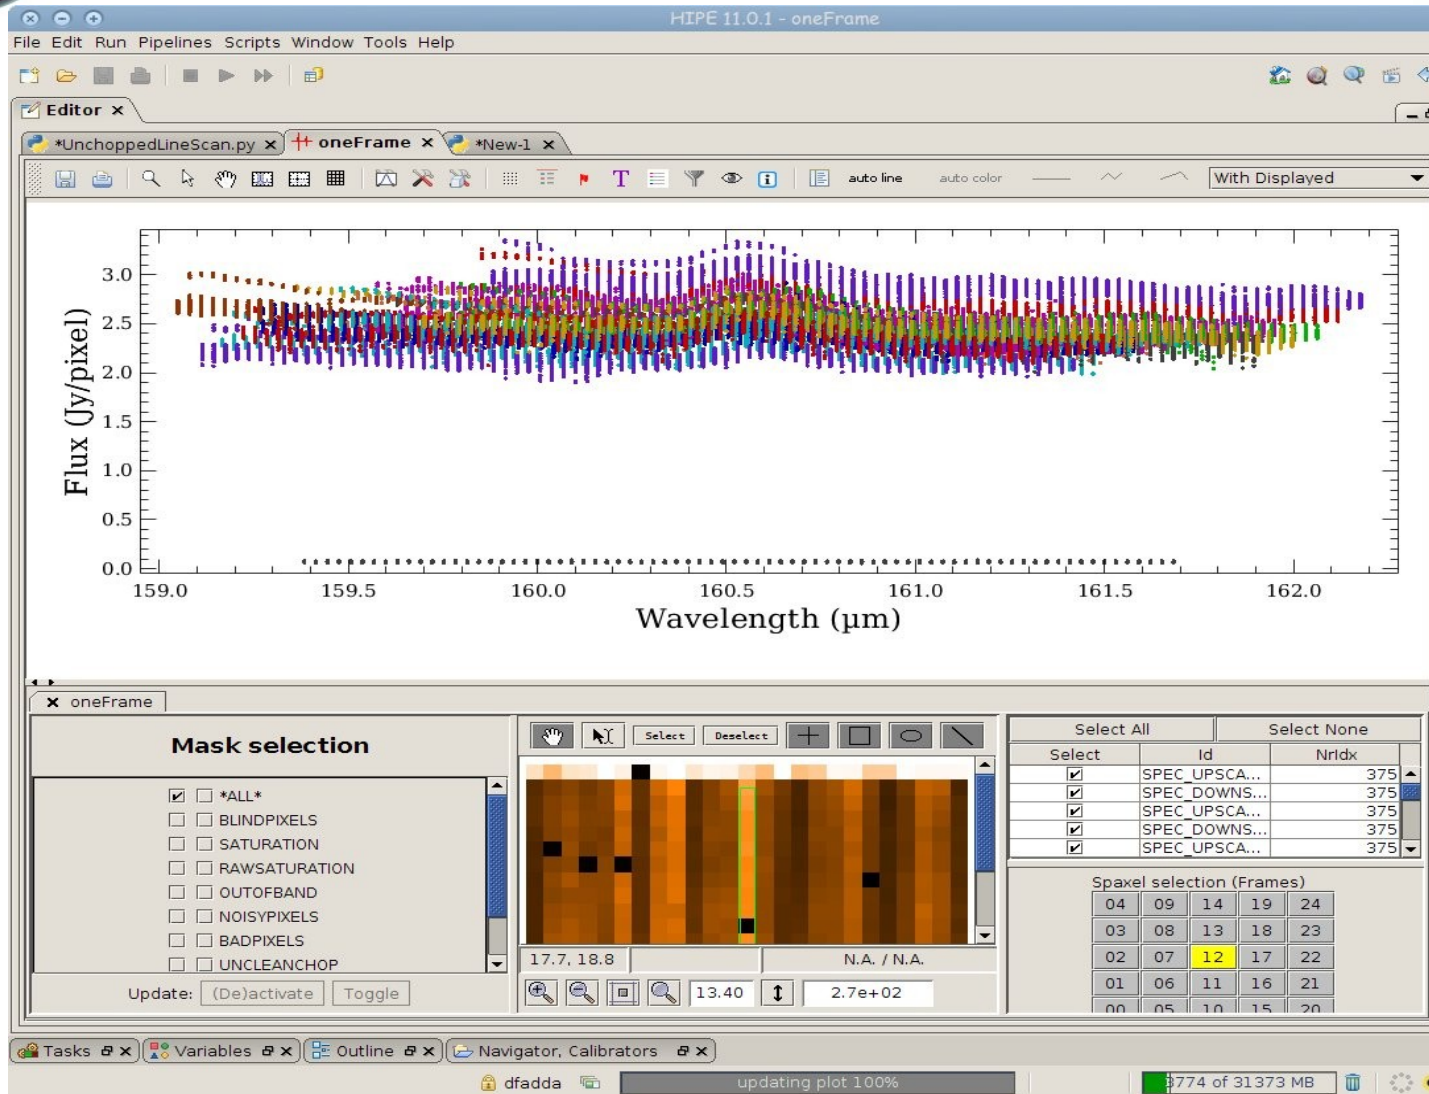 HIPE 11.0.1 - oneFrame
File Edit Run Pipelines Scripts Window Tools Help
Editor
*UnchoppedLineScan.py oneFrame *New-1
T auto line auto color With Displayed
3.0
2.5
2.0
1.5
1.0
0.5
0.0
Flux (Jy/pixel)
159.0 159.5 160.0 160.5 161.0 161.5 162.0
Wavelength (µm)
oneFrame
Mask selection
*ALL*
BLINDPIXELS
SATURATION
RAWSATURATION
OUTOFBAND
NOISYPIXELS
BADPIXELS
UNCLEANCHOP
Update: (De)activate Toggle
Select Deselect
17.7, 18.8 N.A. / N.A.
13.40 2.7e+02
Select All Select None
Select Id NrIdx
SPEC_UPSCA... 375
SPEC_DOWNS... 375
SPEC_UPSCA... 375
SPEC_DOWNS... 375
SPEC_UPSCA... 375
Spaxel selection (Frames)
04 09 14 19 24
03 08 13 18 23
02 07 12 17 22
01 06 11 16 21
00 05 10 15 20
Tasks Variables Outline Navigator, Calibrators
dfadda updating plot 100% 3774 of 31373 MB